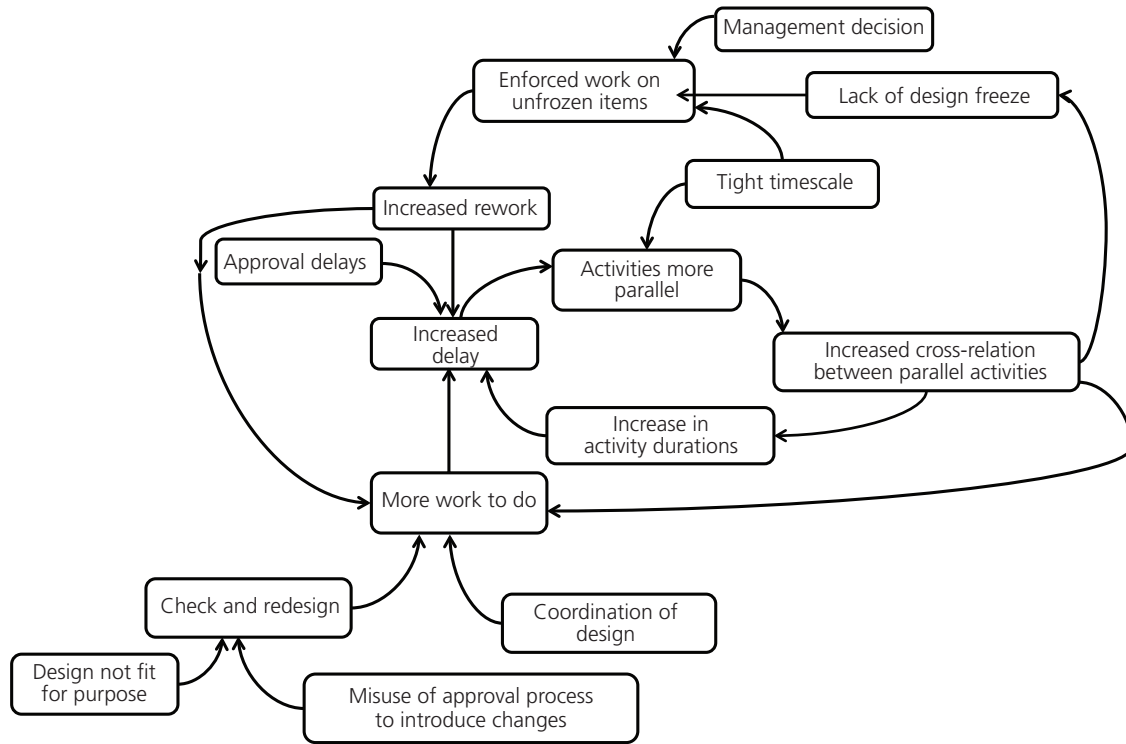 Management decision
Enforced work on
unfrozen items
Lack of design freeze
Tight timescale
Increased rework
Approval delays
Activities more
parallel
Increased
delay
Increased cross-relation
between parallel activities
Increase in
activity durations
More work to do
Check and redesign
Coordination of
design
Design not fit
for purpose
Misuse of approval process
to introduce changes